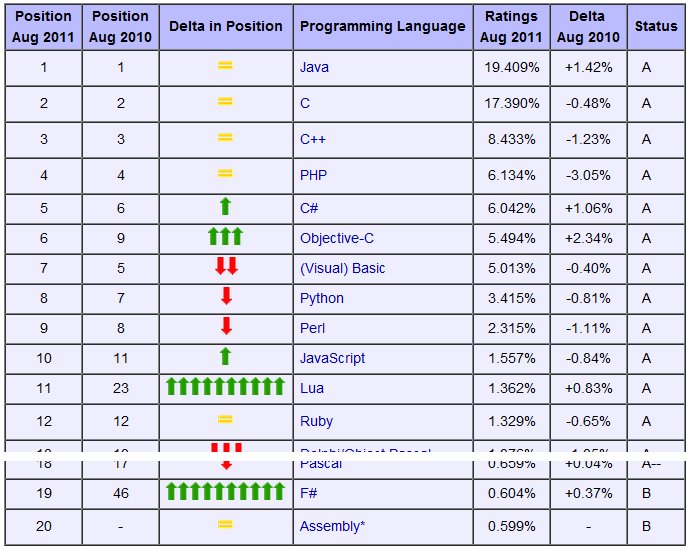 Position Aug 2011 Position Aug 2010 Delta in Position Programming Language Ratings Aug 2011 Delta Aug 2010 Status
1 1 = Java 19.409% +1.42% A
2 2 = C 17.390% -0.48% A
3 3 = C++ 8.433% -1.23% A
4 4 = PHP 6.134% -3.05% A
5 6 C# 6.042% +1.06% A
6 9 Objective-C 5.494% +2.34% A
7 5 (Visual) Basic 5.013% -0.40% A
8 7 Python 3.415% -0.81% A
9 8 Perl 2.315% -1.11% A
10 11 JavaScript 1.557% -0.84% A
11 23 Lua 1.362% +0.83% A
12 12 = Ruby 1.329% -0.65% A
18 17 Pascal 0.659% +0.04% A--
19 46 F# 0.604% +0.37% B
20 - = Assembly* 0.599% - B